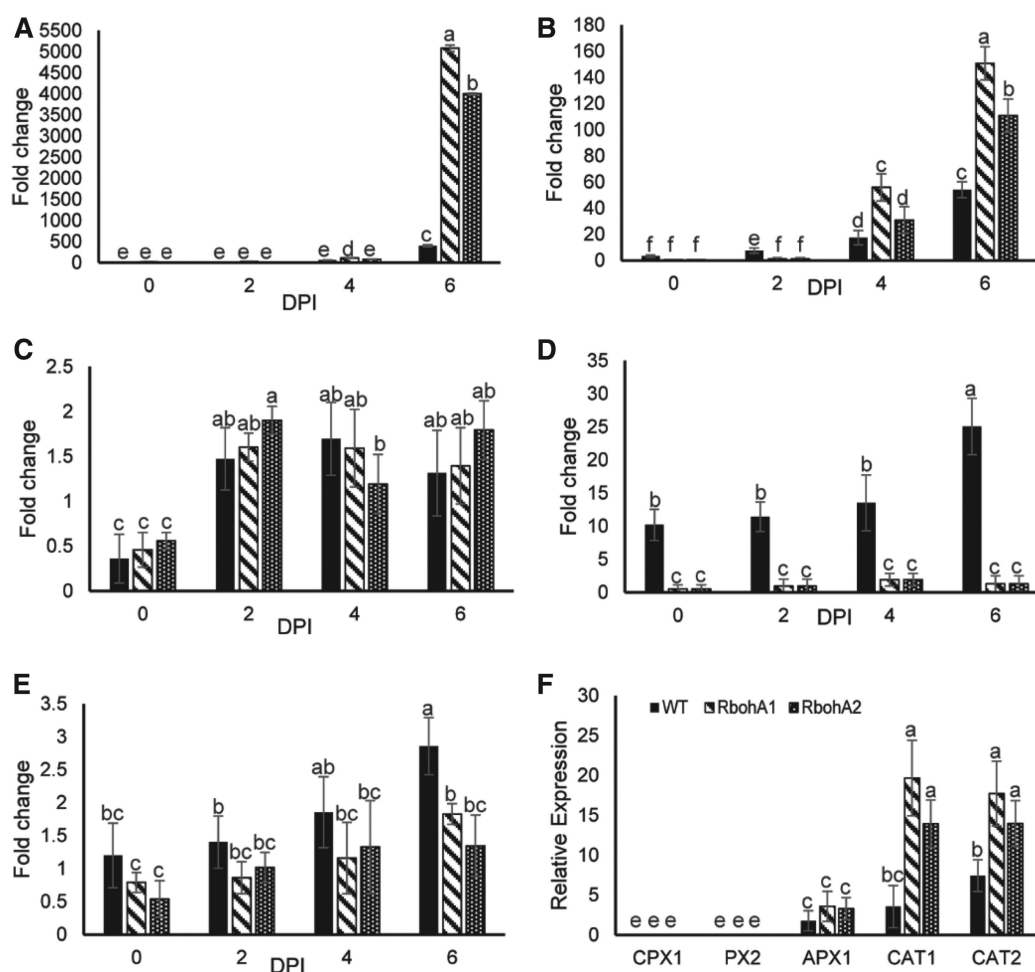 A
Fold change
5500
5000
4500
4000
3500
3000
2500
2000
1500
1000
500
0
e e e
e e e
e d e
c a b
0 2 4 6
DPI
B
Fold change
180
160
140
120
100
80
60
40
20
0
f f f
e f f
d c d
c a b
0 2 4 6
DPI
C
Fold change
2.5
2
1.5
1
0.5
0
c c c
ab ab a
ab ab b
ab ab ab
0 2 4 6
DPI
D
Fold change
35
30
25
20
15
10
5
0
b c c
b c c
b c c
a c c
0 2 4 6
DPI
E
Fold change
3.5
3
2.5
2
1.5
1
0.5
0
bc c c
b bc bc
ab bc bc
a b bc
0 2 4 6
DPI
F
Relative Expression
30
25
20
15
10
5
0
WT RbohA1 RbohA2
e e e
e e e
c c c
bc a a
b a a
CPX1 PX2 APX1 CAT1 CAT2